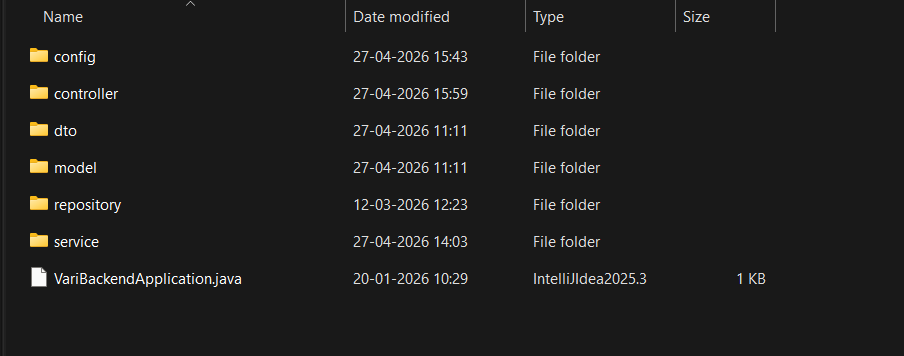 Name Date modified Type Size
config 27-04-2026 15:43 File folder
controller 27-04-2026 15:59 File folder
dto 27-04-2026 11:11 File folder
model 27-04-2026 11:11 File folder
repository 12-03-2026 12:23 File folder
service 27-04-2026 14:03 File folder
VariBackendApplication.java 20-01-2026 10:29 IntelliJIdea2025.3 1 KB